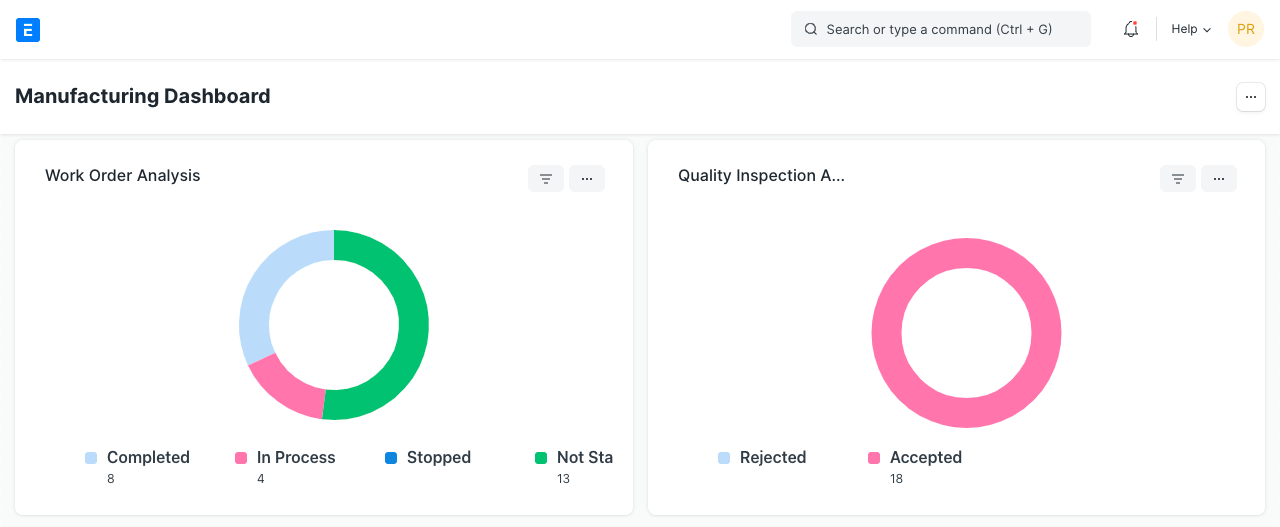 E
Search or type a command (Ctrl + G)
Help
PR
Manufacturing Dashboard
Work Order Analysis
Quality Inspection A...
Completed
8
In Process
4
Stopped
Not Sta
13
Rejected
Accepted
18